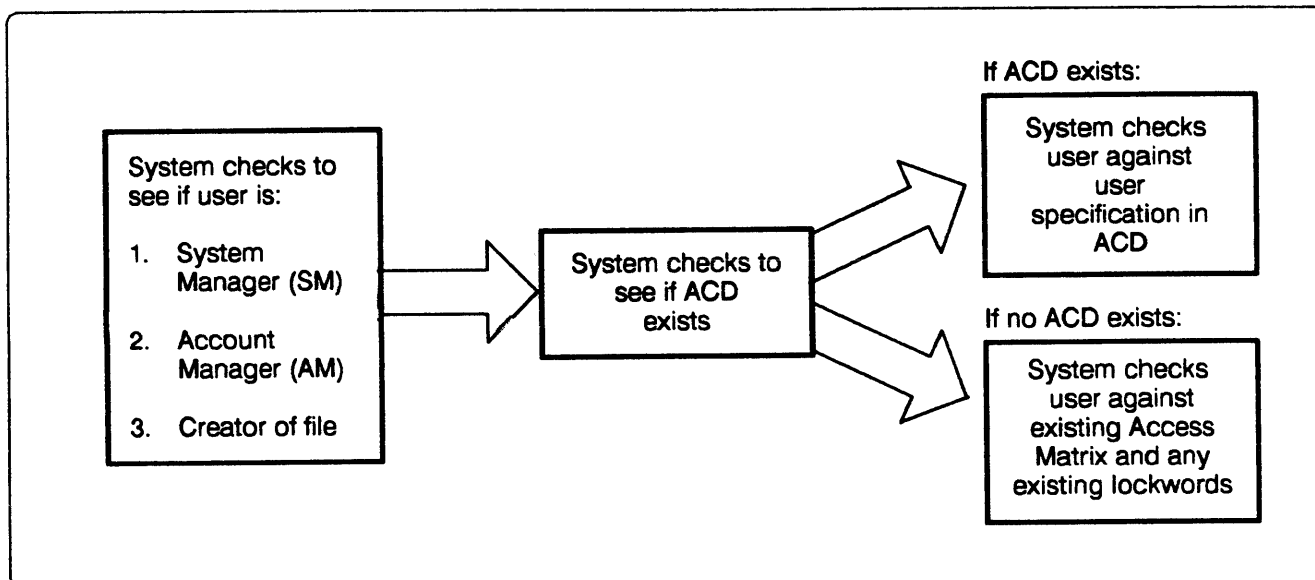 System checks to
see if user is:
1. System
Manager (SM)
2. Account
Manager (AM)
3. Creator of file
System checks to
see if ACD
exists
If ACD exists:
System checks
user against
user
specification in
ACD
If no ACD exists:
System checks
user against
existing Access
Matrix and any
existing lockwords